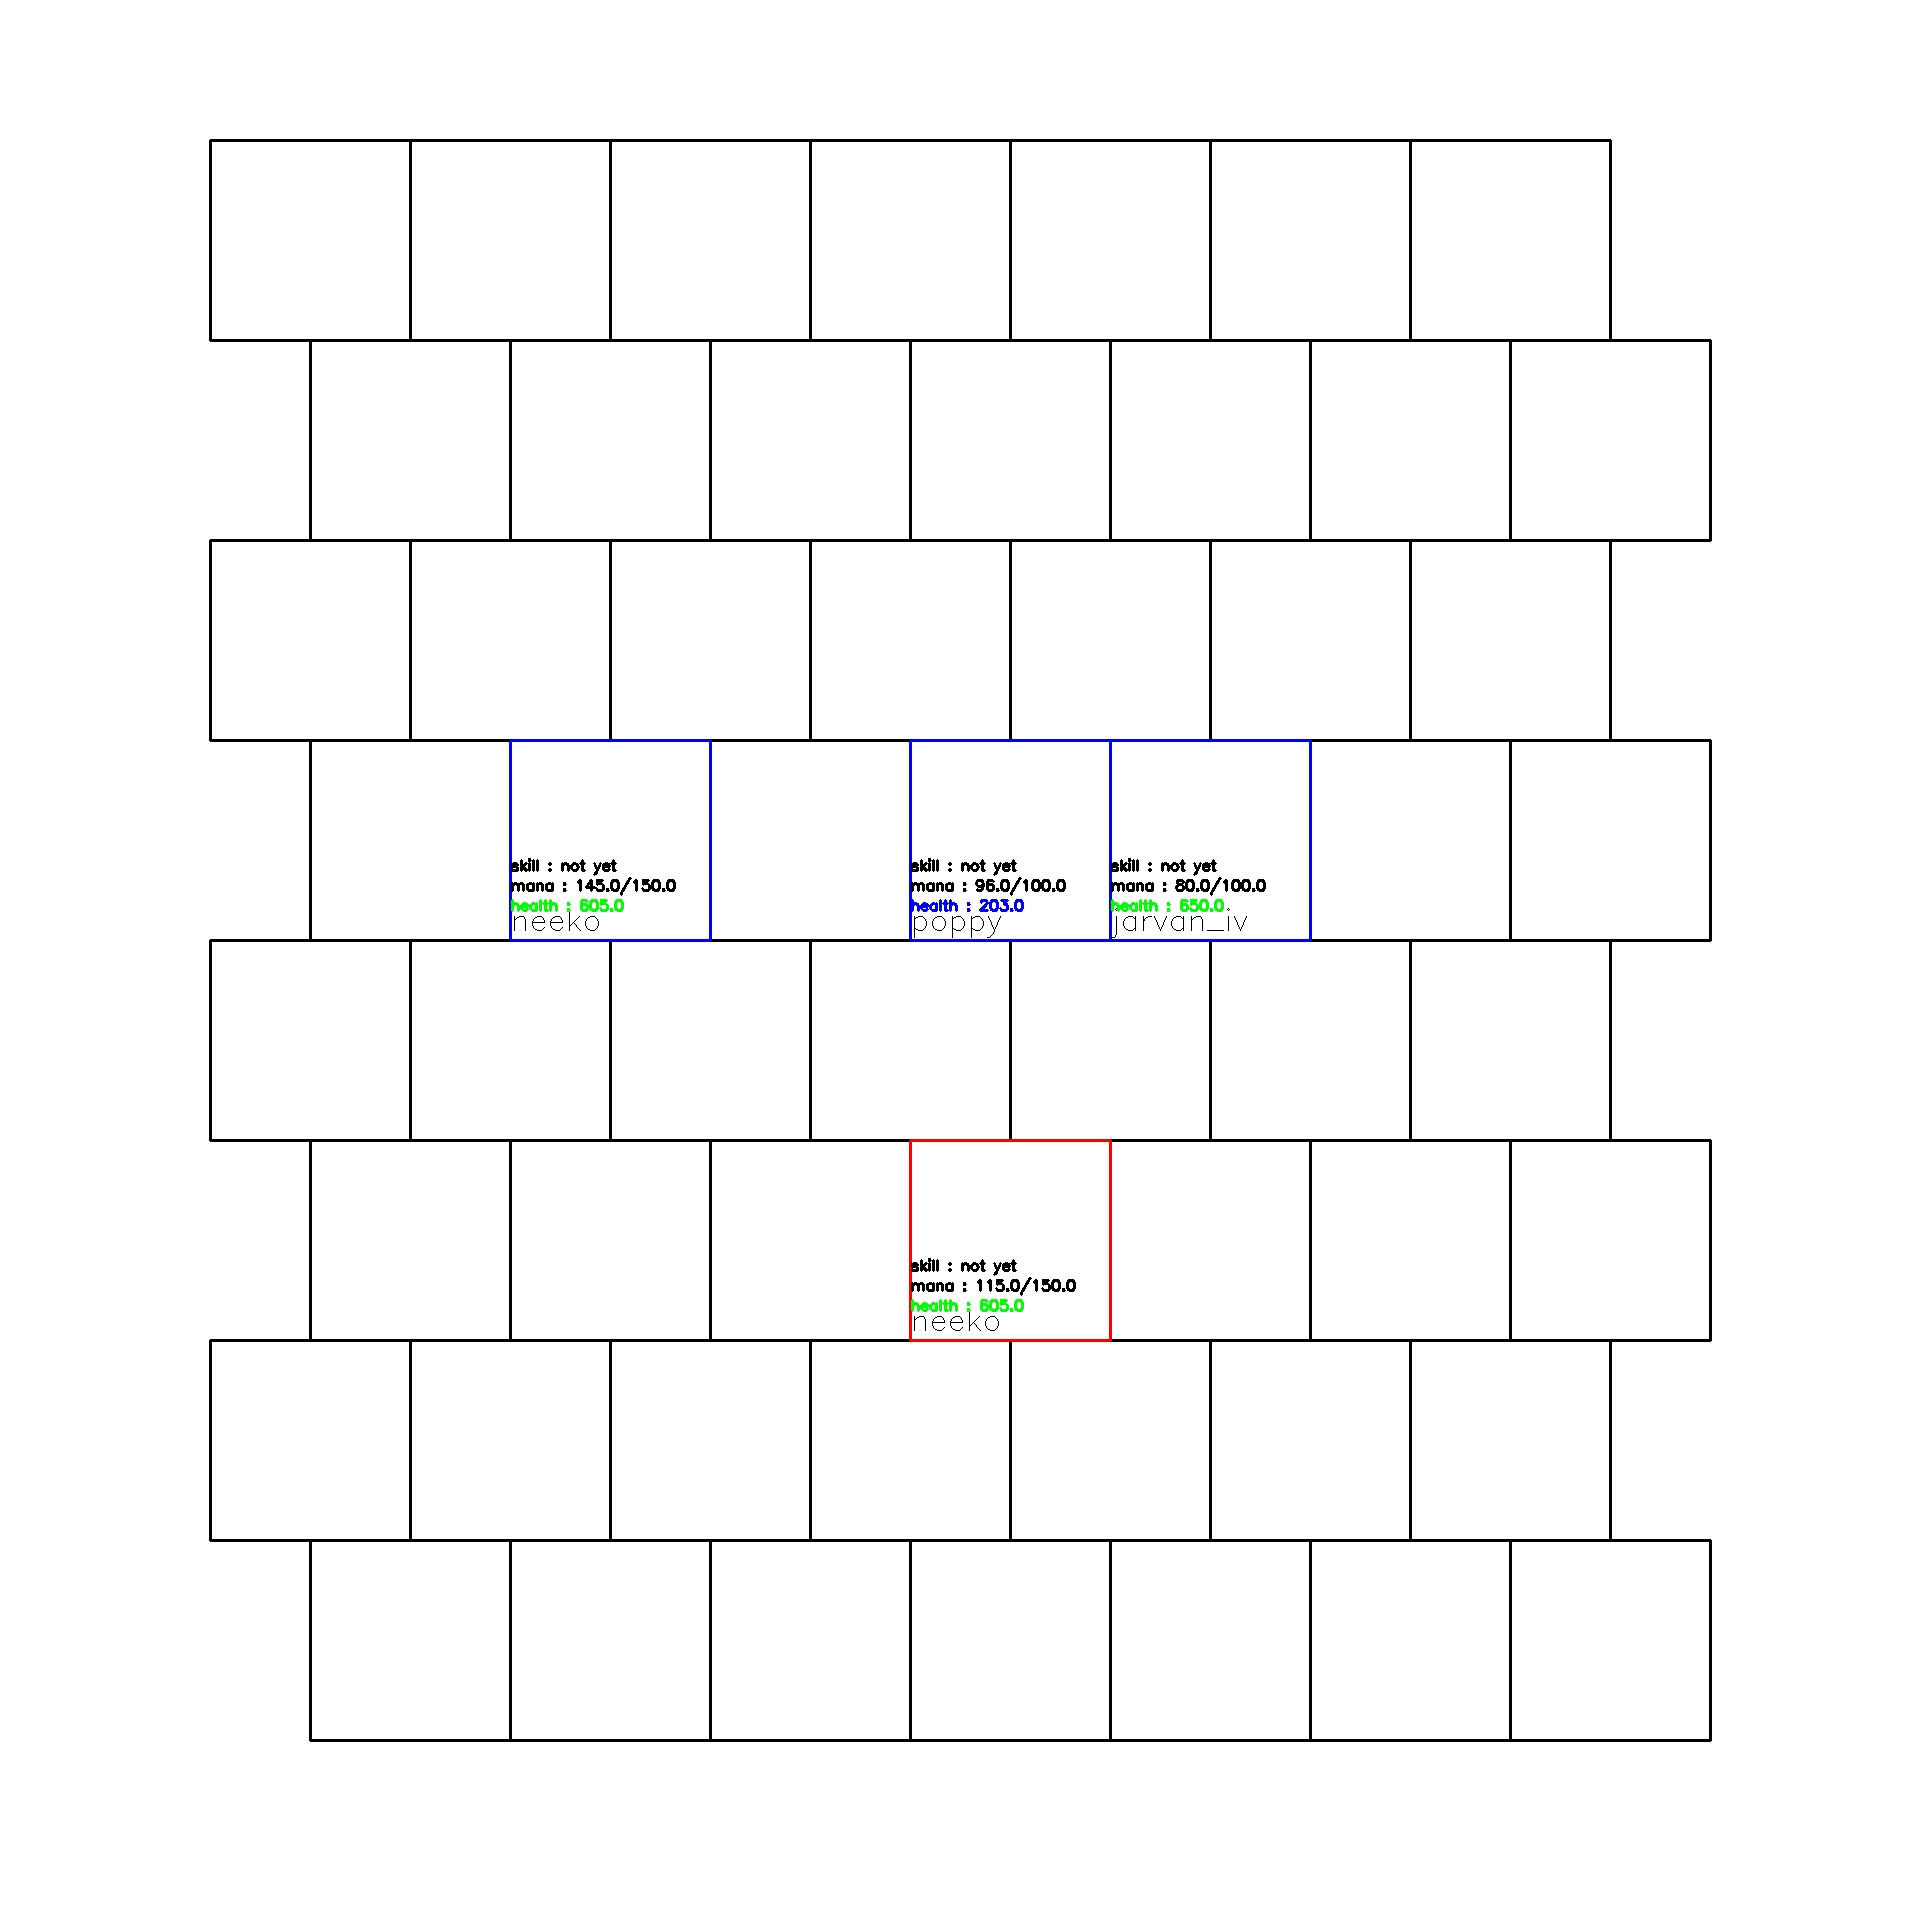 skill : not yet
mana : 145.0/150.0
health : 605.0
neeko
skill : not yet
mana : 96.0/100.0
health : 203.0
poppy
skill : not yet
mana : 80.0/100.0
health : 650.0
jarvan_iv
skill : not yet
mana : 115.0/150.0
health : 605.0
neeko